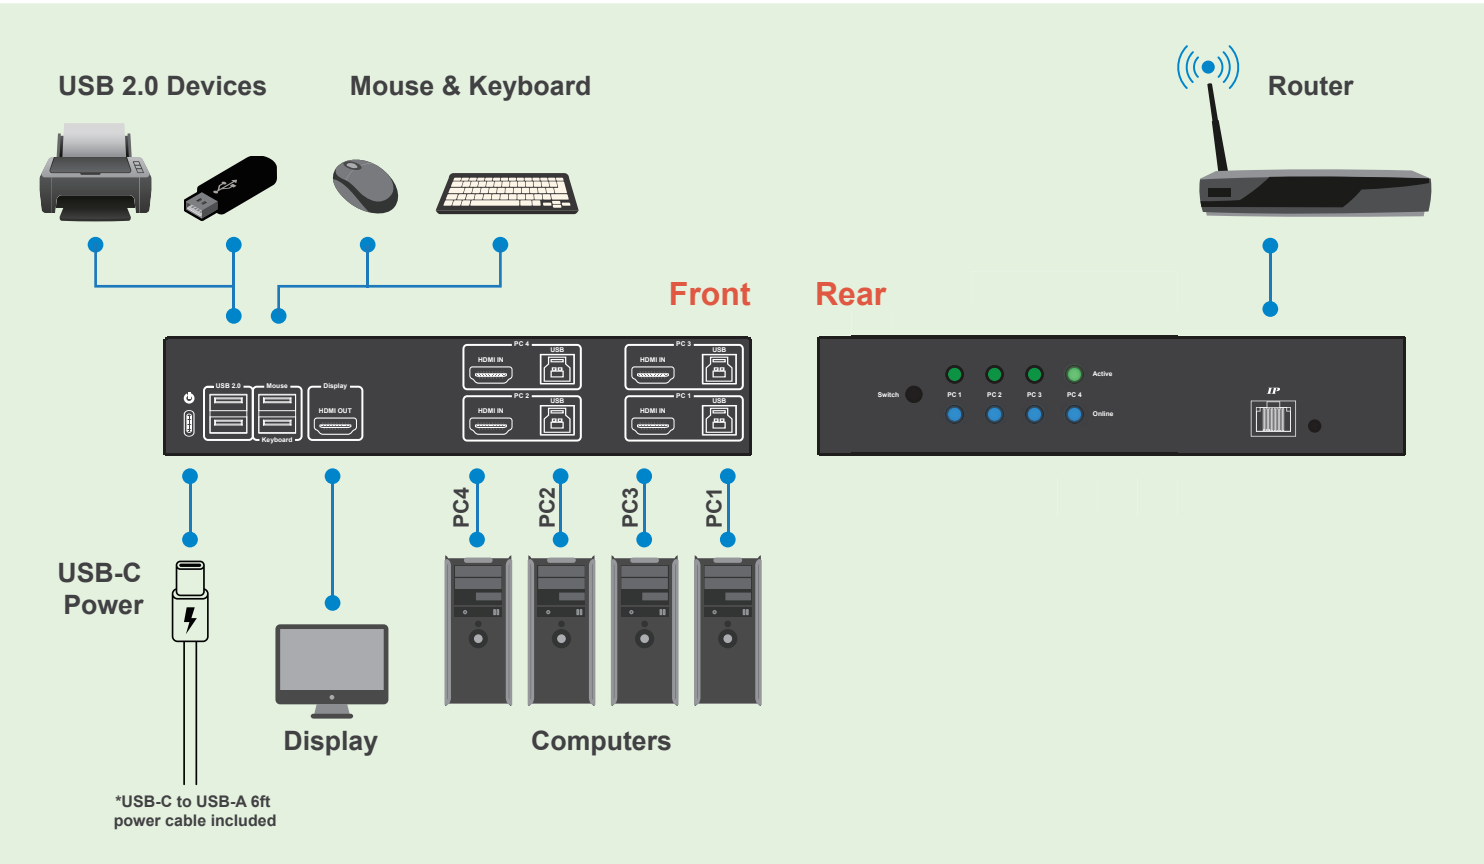 USB 2.0 Devices
Mouse & Keyboard
Router
Front
Rear
USB 2.0
Mouse
Keyboard
Display
HDMI OUT
PC 4
HDMI IN
USB
PC 3
HDMI IN
USB
PC 2
HDMI IN
USB
PC 1
HDMI IN
USB
Switch
Active
PC 1
PC 2
PC 3
PC 4
Online
IP
PC4
PC2
PC3
PC1
USB-C
Power
Display
Computers
*USB-C to USB-A 6ft
power cable included